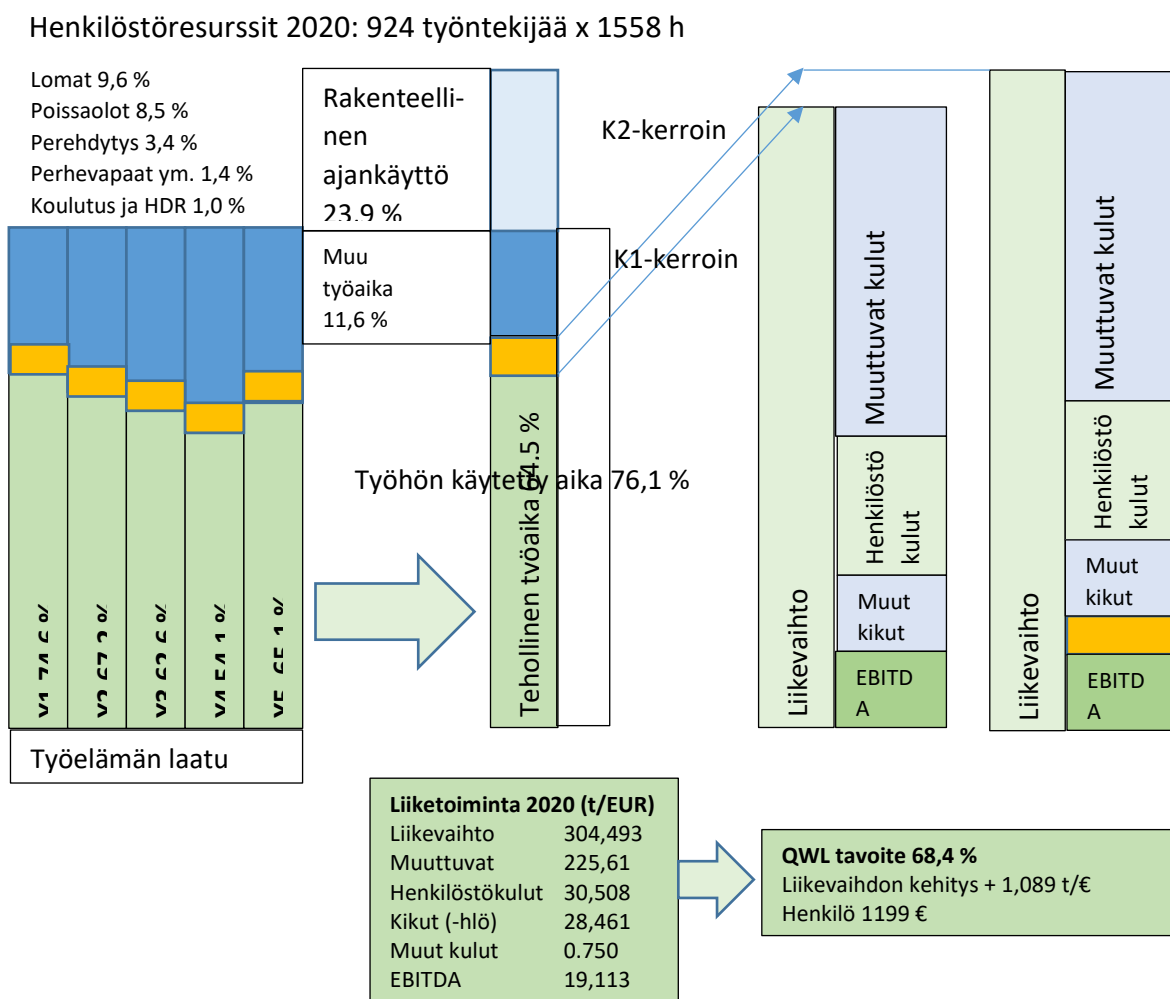 Henkilöstöresurssit 2020: 924 työntekijää x 1558 h
Lomat 9,6 %
Poissaolot 8,5 %
Perehdytys 3,4 %
Perhevapaat ym. 1,4 %
Koulutus ja HDR 1,0 %
Rakenteelli-
nen
ajankäyttö
23.9 %
Muu
työaika
11,6 %
K2-kerroin
K1-kerroin
Työhön käytetty aika 76,1 %
Tehollinen työaika 64.5 %
Työelämän laatu
Liikevaihto
Muuttuvat kulut
Henkilöstö
kulut
Muut
kikut
EBITD
A
Liikevaihto
Muuttuvat kulut
Henkilöstö
kulut
Muut
kikut
EBITD
A
Liiketoiminta 2020 (t/EUR)
Liikevaihto 304,493
Muuttuvat 225,61
Henkilöstökulut 30,508
Kikut (-hlö) 28,461
Muut kulut 0.750
EBITDA 19,113
QWL tavoite 68,4 %
Liikevaihdon kehitys + 1,089 t/€
Henkilö 1199 €